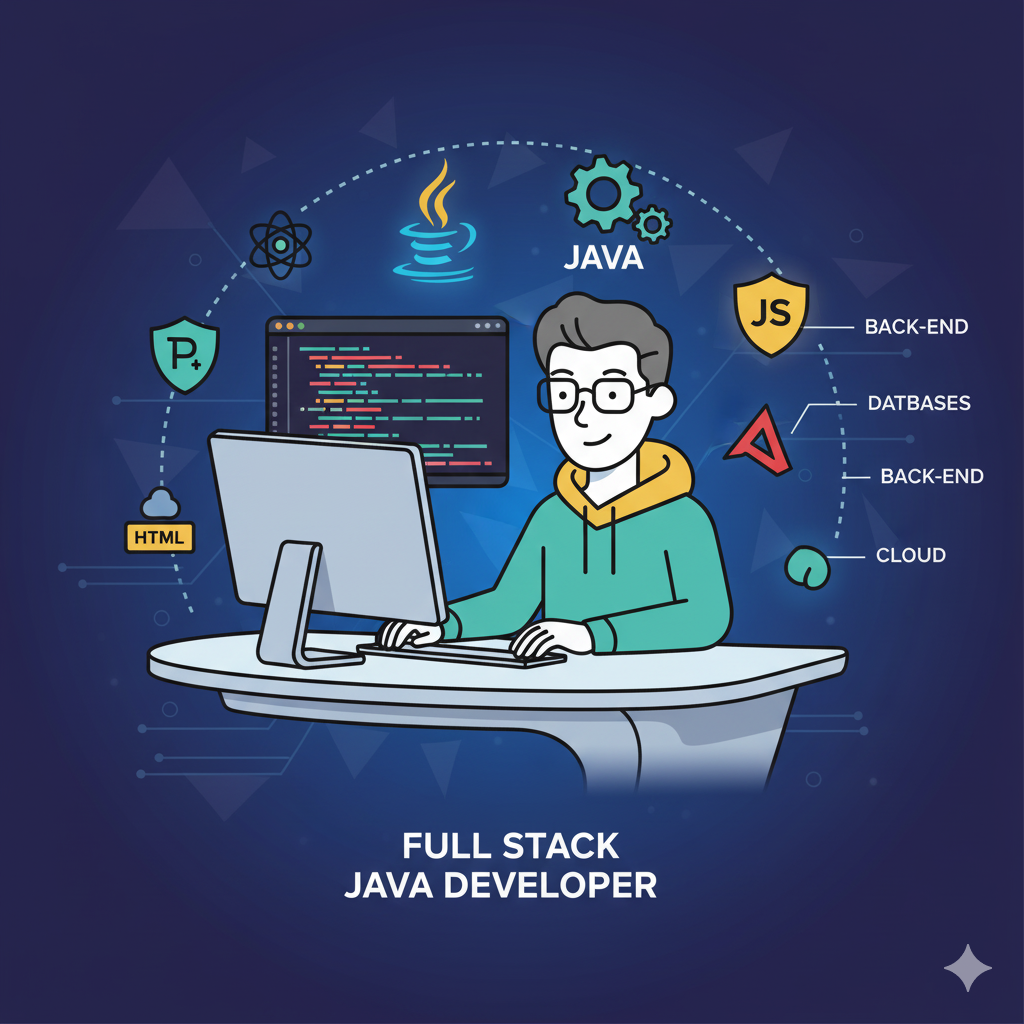 JAVA
JS
BACK-END
P+
DATBASES
BACK-END
HTML
CLOUD
FULL STACK
JAVA DEVELOPER